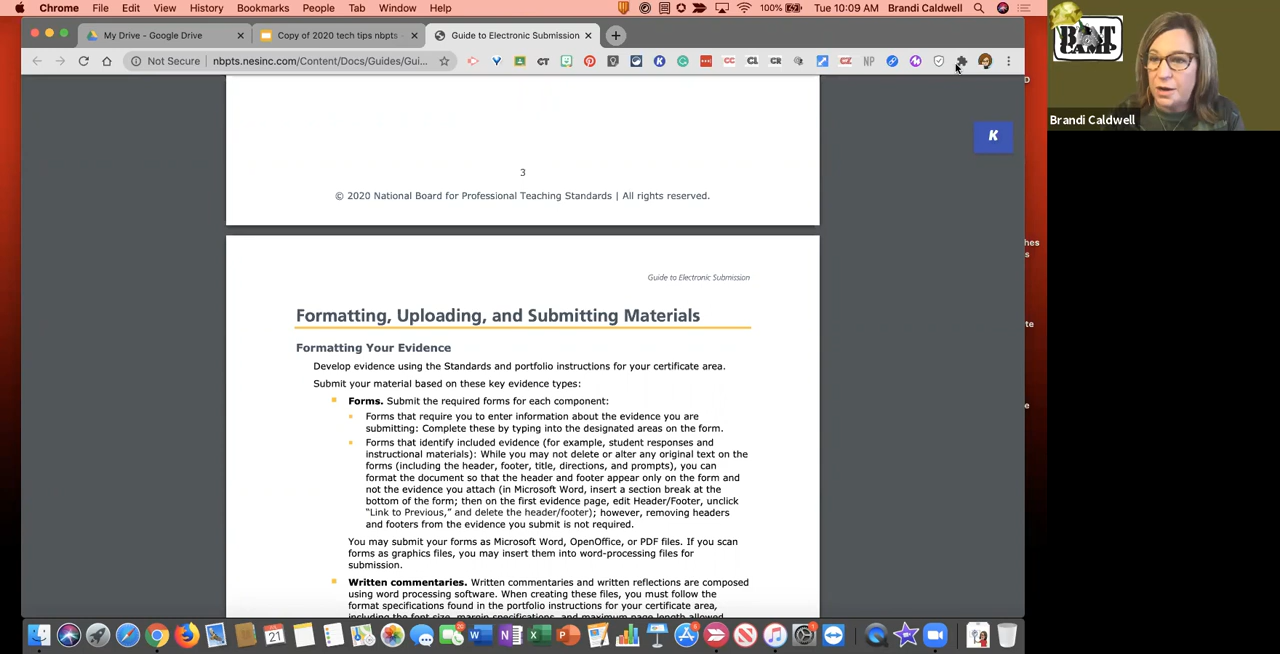 Chrome File Edit View History Bookmarks People Tab Window Help 100% Tue 10:09 AM Brandi Caldwell
My Drive - Google Drive Copy of 2020 tech tips nbpts - Guide to Electronic Submission
Not Secure nbpts.nesinc.com/Content/Docs/Guides/Gui...
BOOT CAMP
Brandi Caldwell
K
3
© 2020 National Board for Professional Teaching Standards | All rights reserved.
Guide to Electronic Submission
Formatting, Uploading, and Submitting Materials
Formatting Your Evidence
Develop evidence using the Standards and portfolio instructions for your certificate area.
Submit your material based on these key evidence types:
Forms. Submit the required forms for each component:
Forms that require you to enter information about the evidence you are
submitting: Complete these by typing into the designated areas on the form.
Forms that identify included evidence (for example, student responses and
instructional materials): While you may not delete or alter any original text on the
forms (including the header, footer, title, directions, and prompts), you can
format the document so that the header and footer appear only on the form and
not the evidence you attach (in Microsoft Word, insert a section break at the
bottom of the form; then on the first evidence page, edit Header/Footer, unclick
“Link to Previous,” and delete the header/footer); however, removing headers
and footers from the evidence you submit is not required.
You may submit your forms as Microsoft Word, OpenOffice, or PDF files. If you scan
forms as graphics files, you may insert them into word-processing files for
submission.
Written commentaries. Written commentaries and written reflections are composed
using word processing software. When creating these files, you must follow the
format specifications found in the portfolio instructions for your certificate area,
including the font size, margin specifications, and maximum page length allowed